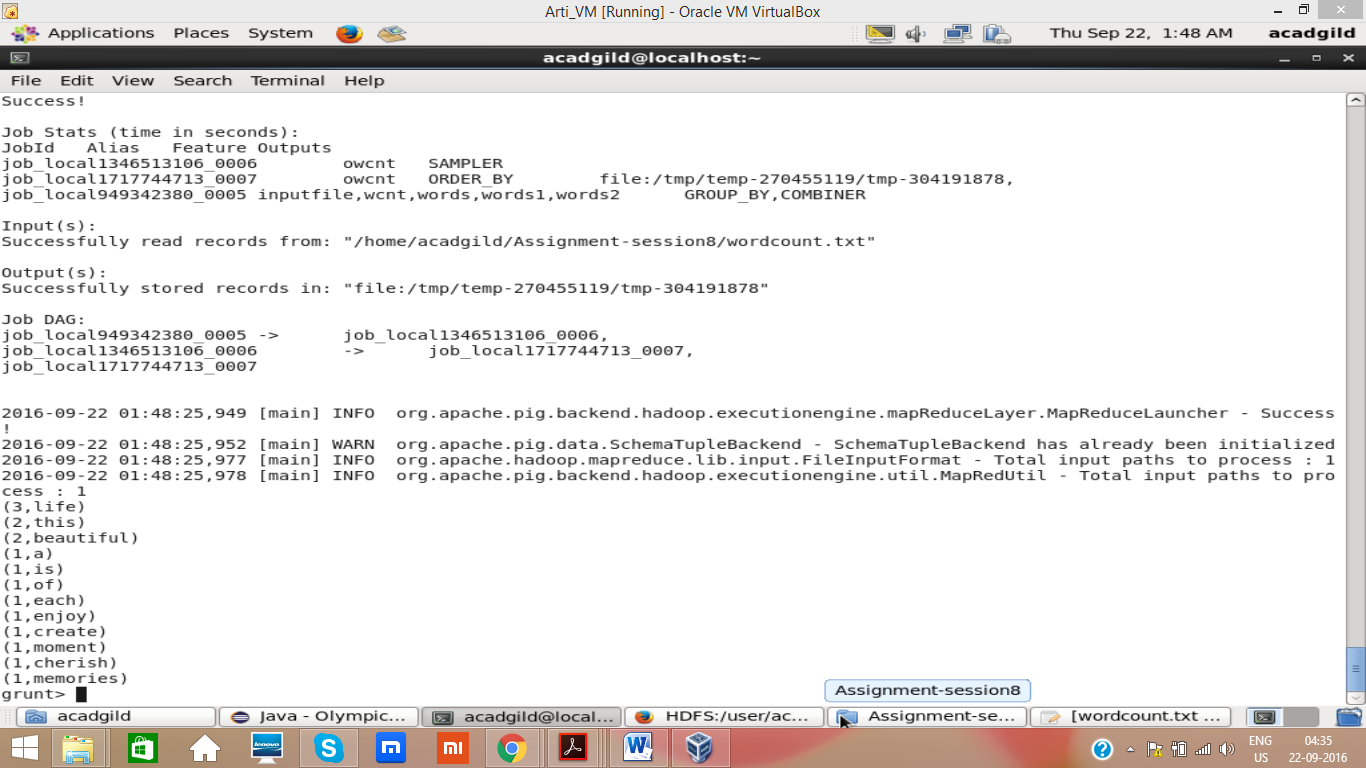 Arti_VM [Running] - Oracle VM VirtualBox
Applications Places System Thu Sep 22, 1:48 AM acadgild
acadgild@localhost:~
File Edit View Search Terminal Help
Success!
Job Stats (time in seconds):
JobId Alias Feature Outputs
job_local1346513106_0006 owcnt SAMPLER
job_local1717744713_0007 owcnt ORDER_BY file:/tmp/temp-270455119/tmp-304191878,
job_local949342380_0005 inputfile,wcnt,words,words1,words2 GROUP_BY,COMBINER
Input(s):
Successfully read records from: "/home/acadgild/Assignment-session8/wordcount.txt"
Output(s):
Successfully stored records in: "file:/tmp/temp-270455119/tmp-304191878"
Job DAG:
job_local949342380_0005 -> job_local1346513106_0006,
job_local1346513106_0006 -> job_local1717744713_0007,
job_local1717744713_0007
2016-09-22 01:48:25,949 [main] INFO org.apache.pig.backend.hadoop.executionengine.mapReduceLayer.MapReduceLauncher - Success
!
2016-09-22 01:48:25,952 [main] WARN org.apache.pig.data.SchemaTupleBackend - SchemaTupleBackend has already been initialized
2016-09-22 01:48:25,977 [main] INFO org.apache.hadoop.mapreduce.lib.input.FileInputFormat - Total input paths to process : 1
2016-09-22 01:48:25,978 [main] INFO org.apache.pig.backend.hadoop.executionengine.util.MapRedUtil - Total input paths to pro
cess : 1
(3,life)
(2,this)
(2,beautiful)
(1,a)
(1,is)
(1,of)
(1,each)
(1,enjoy)
(1,create)
(1,moment)
(1,cherish)
(1,memories)
grunt>
Assignment-session8
acadgild Java - Olympic... acadgild@local... HDFS:/user/ac... Assignment-se... [wordcount.txt ...
lenovo S m mi W ENG 04:35
US 22-09-2016